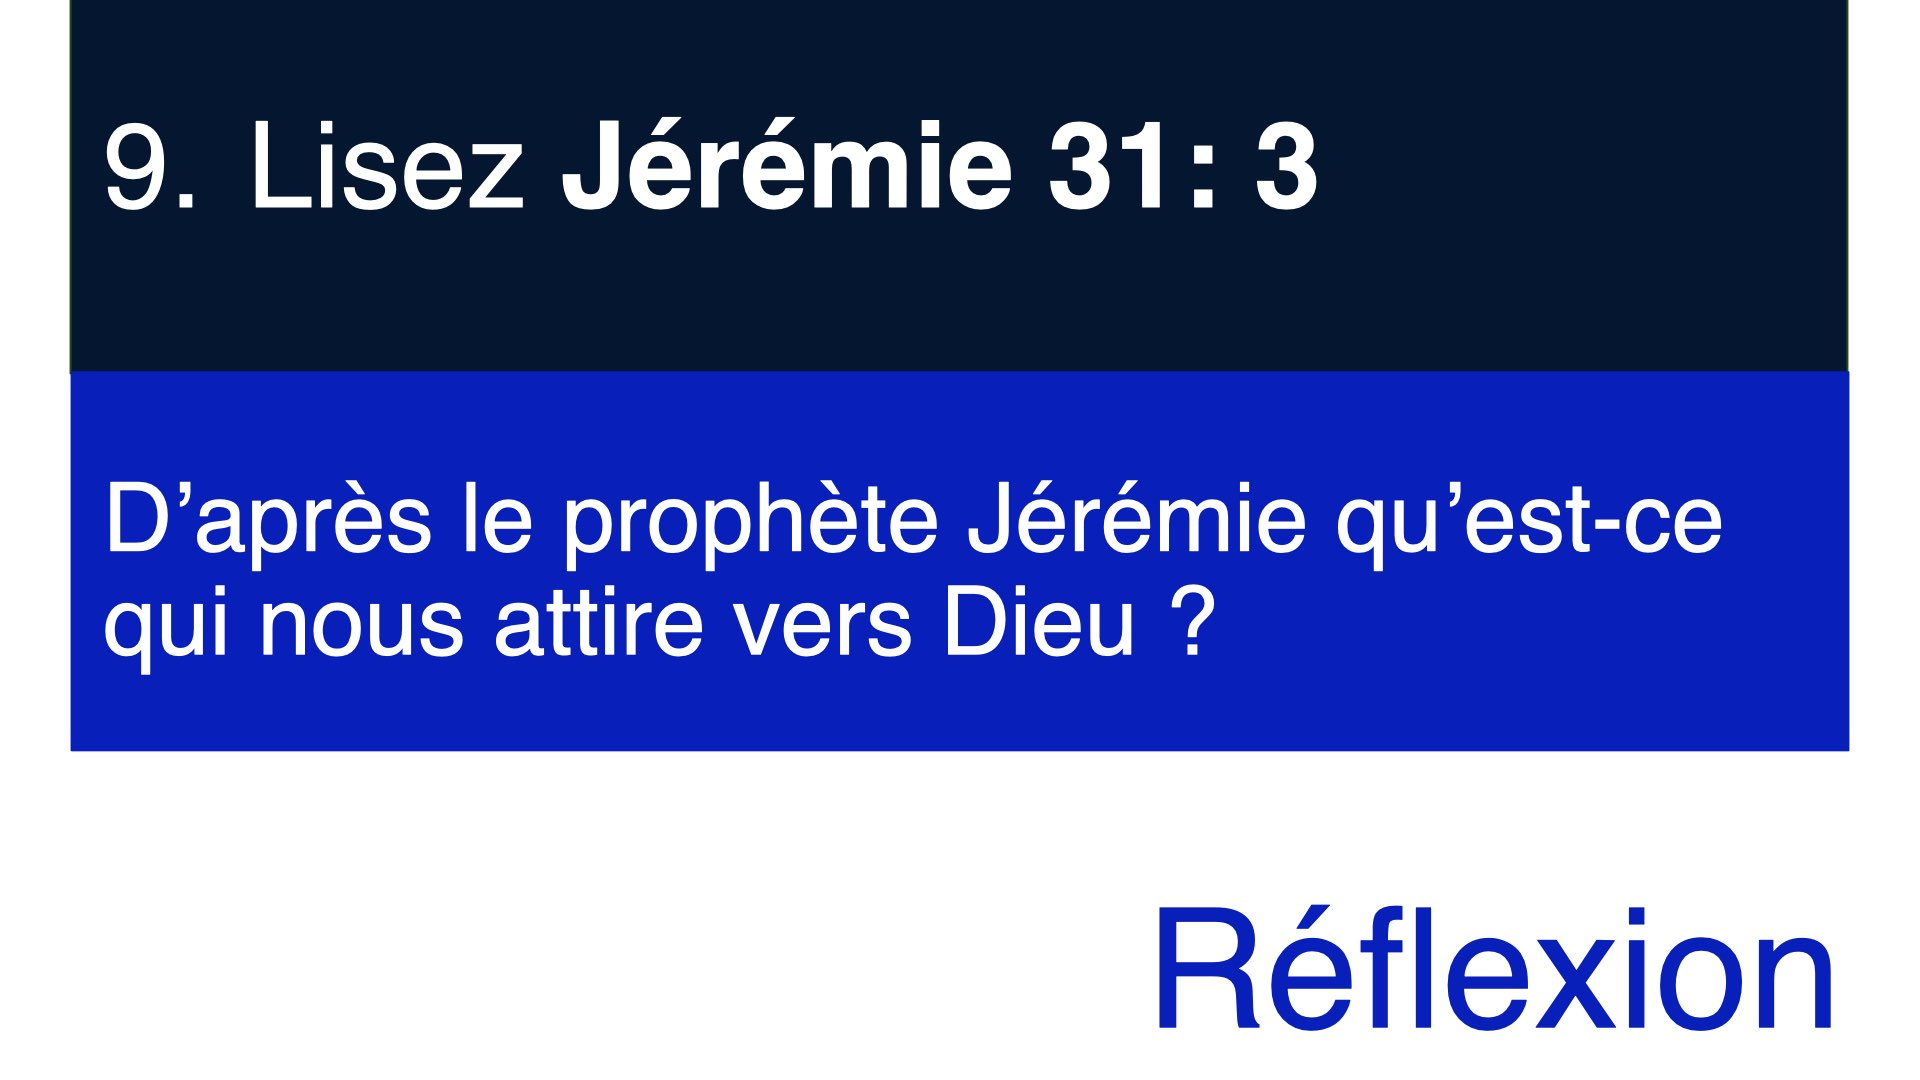 9. Lisez Jérémie 31: 3
D’après le prophète Jérémie qu’est-ce
qui nous attire vers Dieu ?
Réflexion